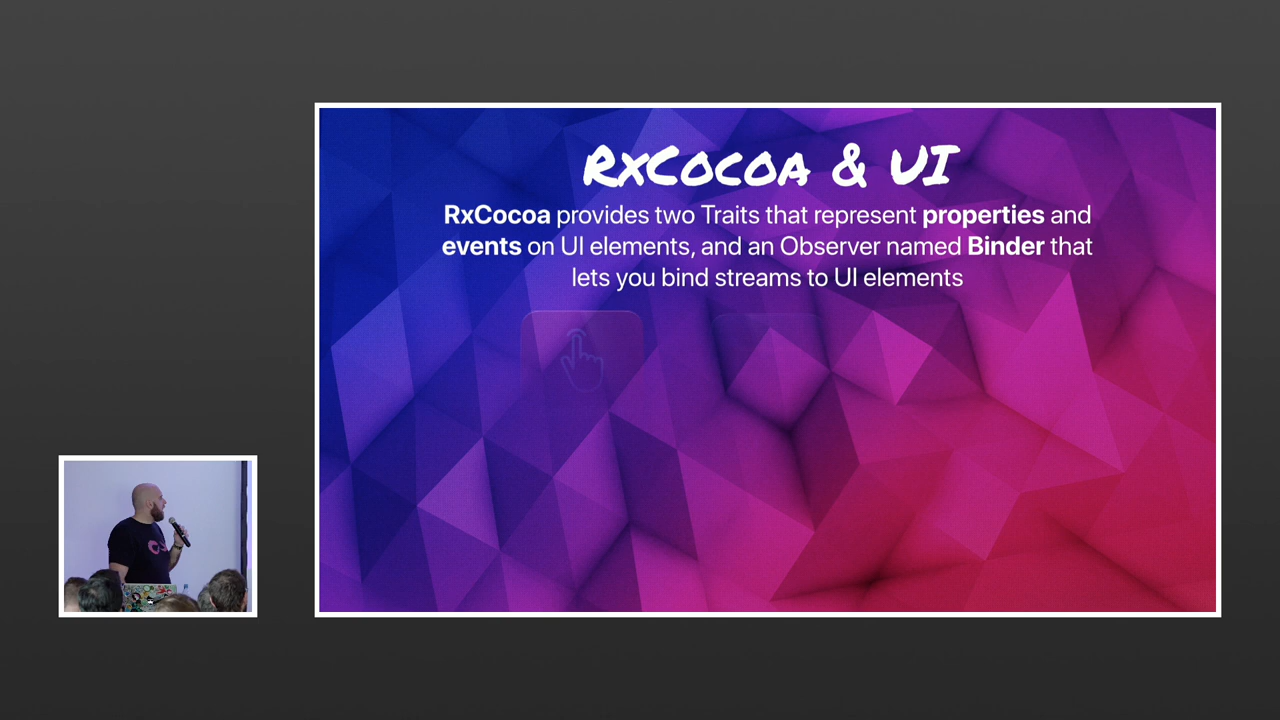 RxCocoa & UI
RxCocoa provides two Traits that represent properties and
events on UI elements, and an Observer named Binder that
lets you bind streams to UI elements